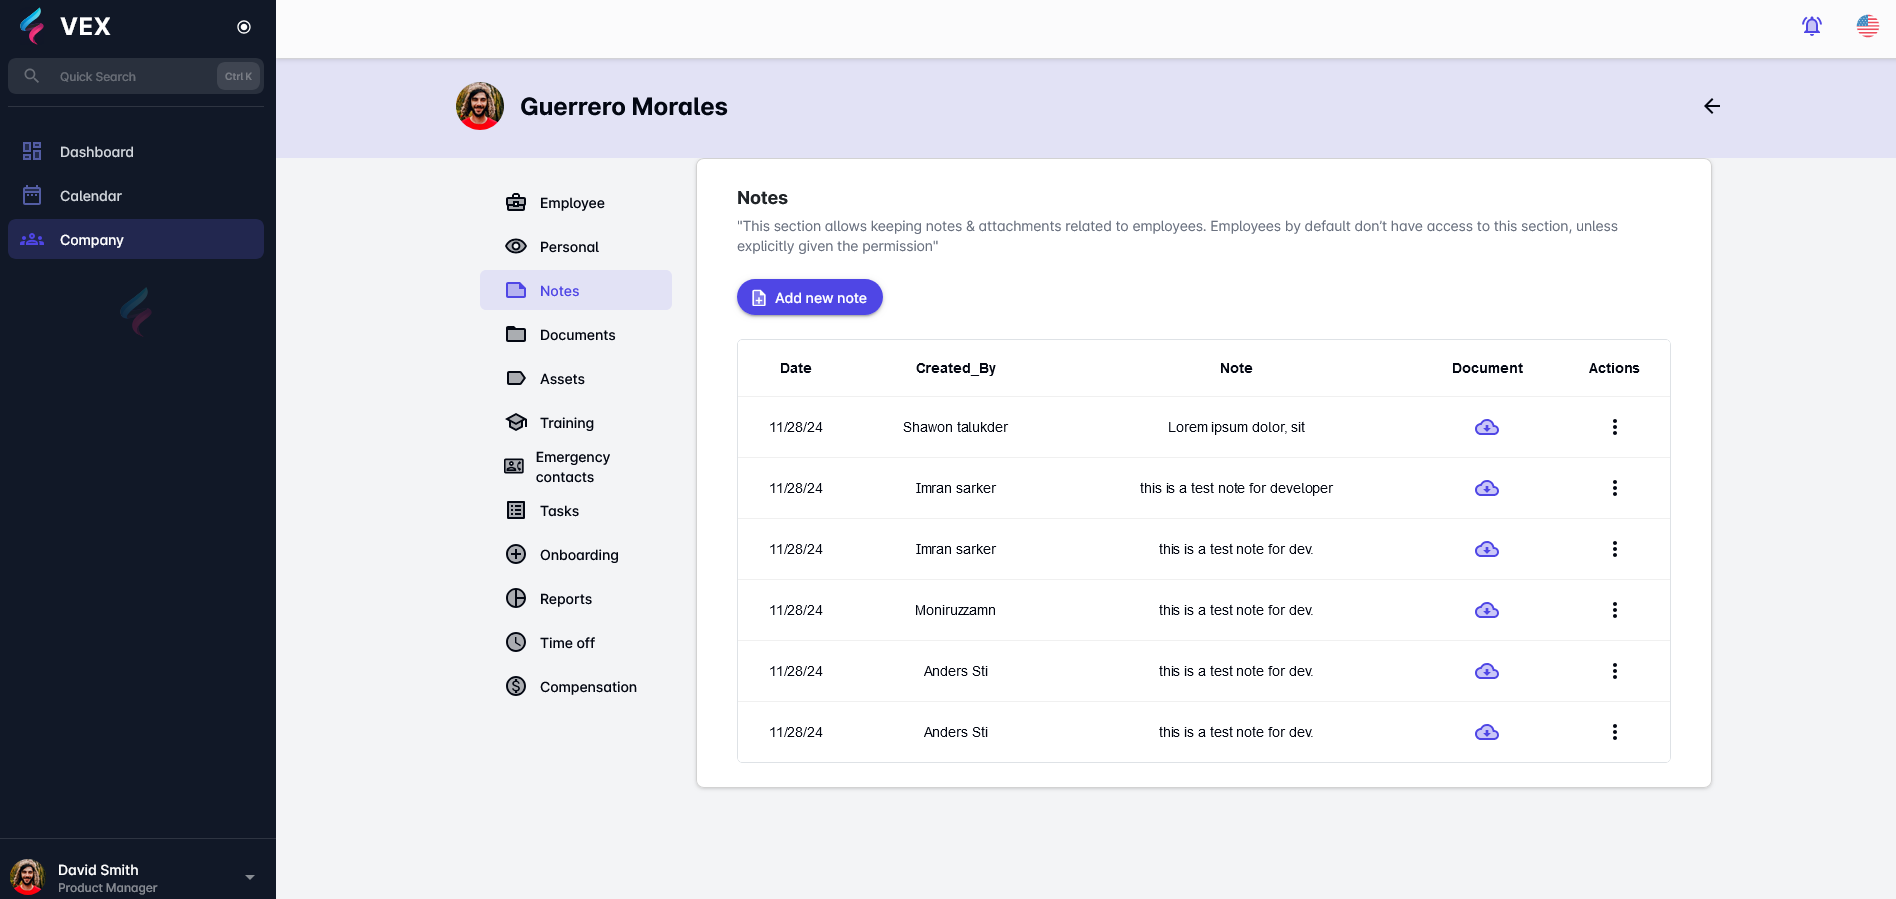 VEX
Quick Search Ctrl K
Dashboard
Calendar
Company
David Smith
Product Manager
Guerrero Morales
Employee
Personal
Notes
Documents
Assets
Training
Emergency
contacts
Tasks
Onboarding
Reports
Time off
Compensation
Notes
"This section allows keeping notes & attachments related to employees. Employees by default don’t have access to this section, unless
explicitly given the permission"
Add new note
Date Created_By Note Document Actions
11/28/24 Shawon talukder Lorem ipsum dolor, sit
11/28/24 Imran sarker this is a test note for developer
11/28/24 Imran sarker this is a test note for dev.
11/28/24 Moniruzzamn this is a test note for dev.
11/28/24 Anders Sti this is a test note for dev.
11/28/24 Anders Sti this is a test note for dev.